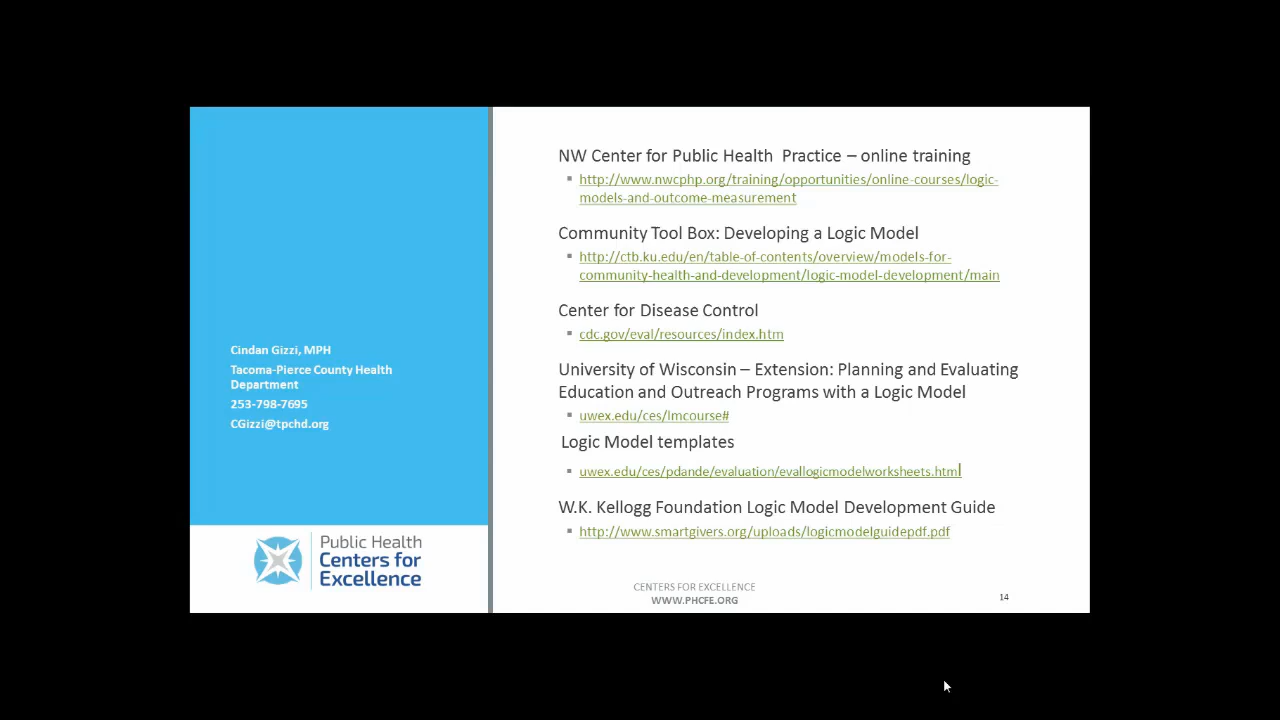 Cindan Gizzi, MPH
Tacoma-Pierce County Health
Department
253-798-7695
CGizzi@tpchd.org
Public Health
Centers for
Excellence
NW Center for Public Health  Practice – online training
http://www.nwcphp.org/training/opportunities/online-courses/logic-
models-and-outcome-measurement
Community Tool Box: Developing a Logic Model
http://ctb.ku.edu/en/table-of-contents/overview/models-for-
community-health-and-development/logic-model-development/main
Center for Disease Control
cdc.gov/eval/resources/index.htm
University of Wisconsin – Extension: Planning and Evaluating
Education and Outreach Programs with a Logic Model
uwex.edu/ces/lmcourse#
Logic Model templates
uwex.edu/ces/pdande/evaluation/evallogicmodelworksheets.html
W.K. Kellogg Foundation Logic Model Development Guide
http://www.smartgivers.org/uploads/logicmodelguidepdf.pdf
CENTERS FOR EXCELLENCE
WWW.PHCFE.ORG
14